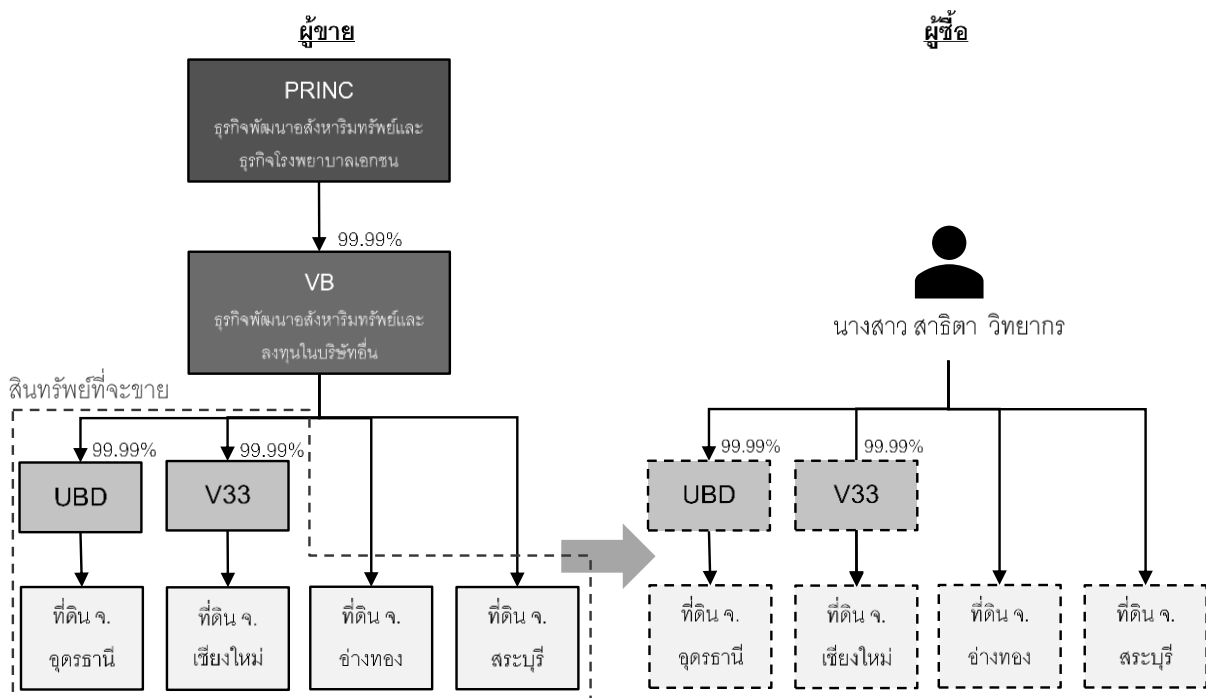 ผู้ขาย
PRINC
ธุรกิจพัฒนาอสังหาริมทรัพย์และ
ธุรกิจโรงพยาบาลเอกชน
99.99%
VB
ธุรกิจพัฒนาอสังหาริมทรัพย์และ
ลงทุนในบริษัทอื่น
สินทรัพย์ที่จะขาย
99.99%
99.99%
UBD
V33
ที่ดิน จ.
อุดรธานี
ที่ดิน จ.
เชียงใหม่
ที่ดิน จ.
อ่างทอง
ที่ดิน จ.
สระบุรี
ผู้ซื้อ
นางสาว สาธิตา วิทยากร
99.99%
99.99%
UBD
V33
ที่ดิน จ.
อุดรธานี
ที่ดิน จ.
เชียงใหม่
ที่ดิน จ.
อ่างทอง
ที่ดิน จ.
สระบุรี